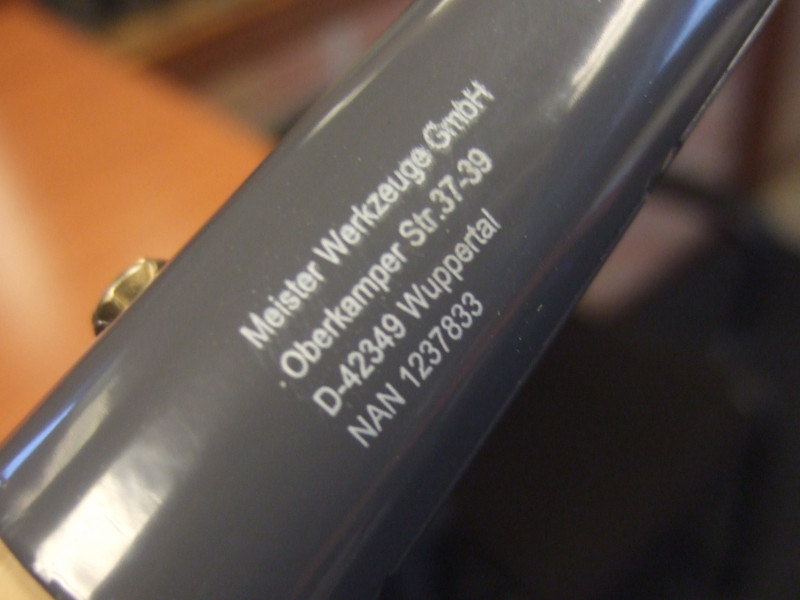 Meister Werkzeuge GmbH
Oberkamper Str.37-39
D-42349 Wuppertal
NAN 1237833